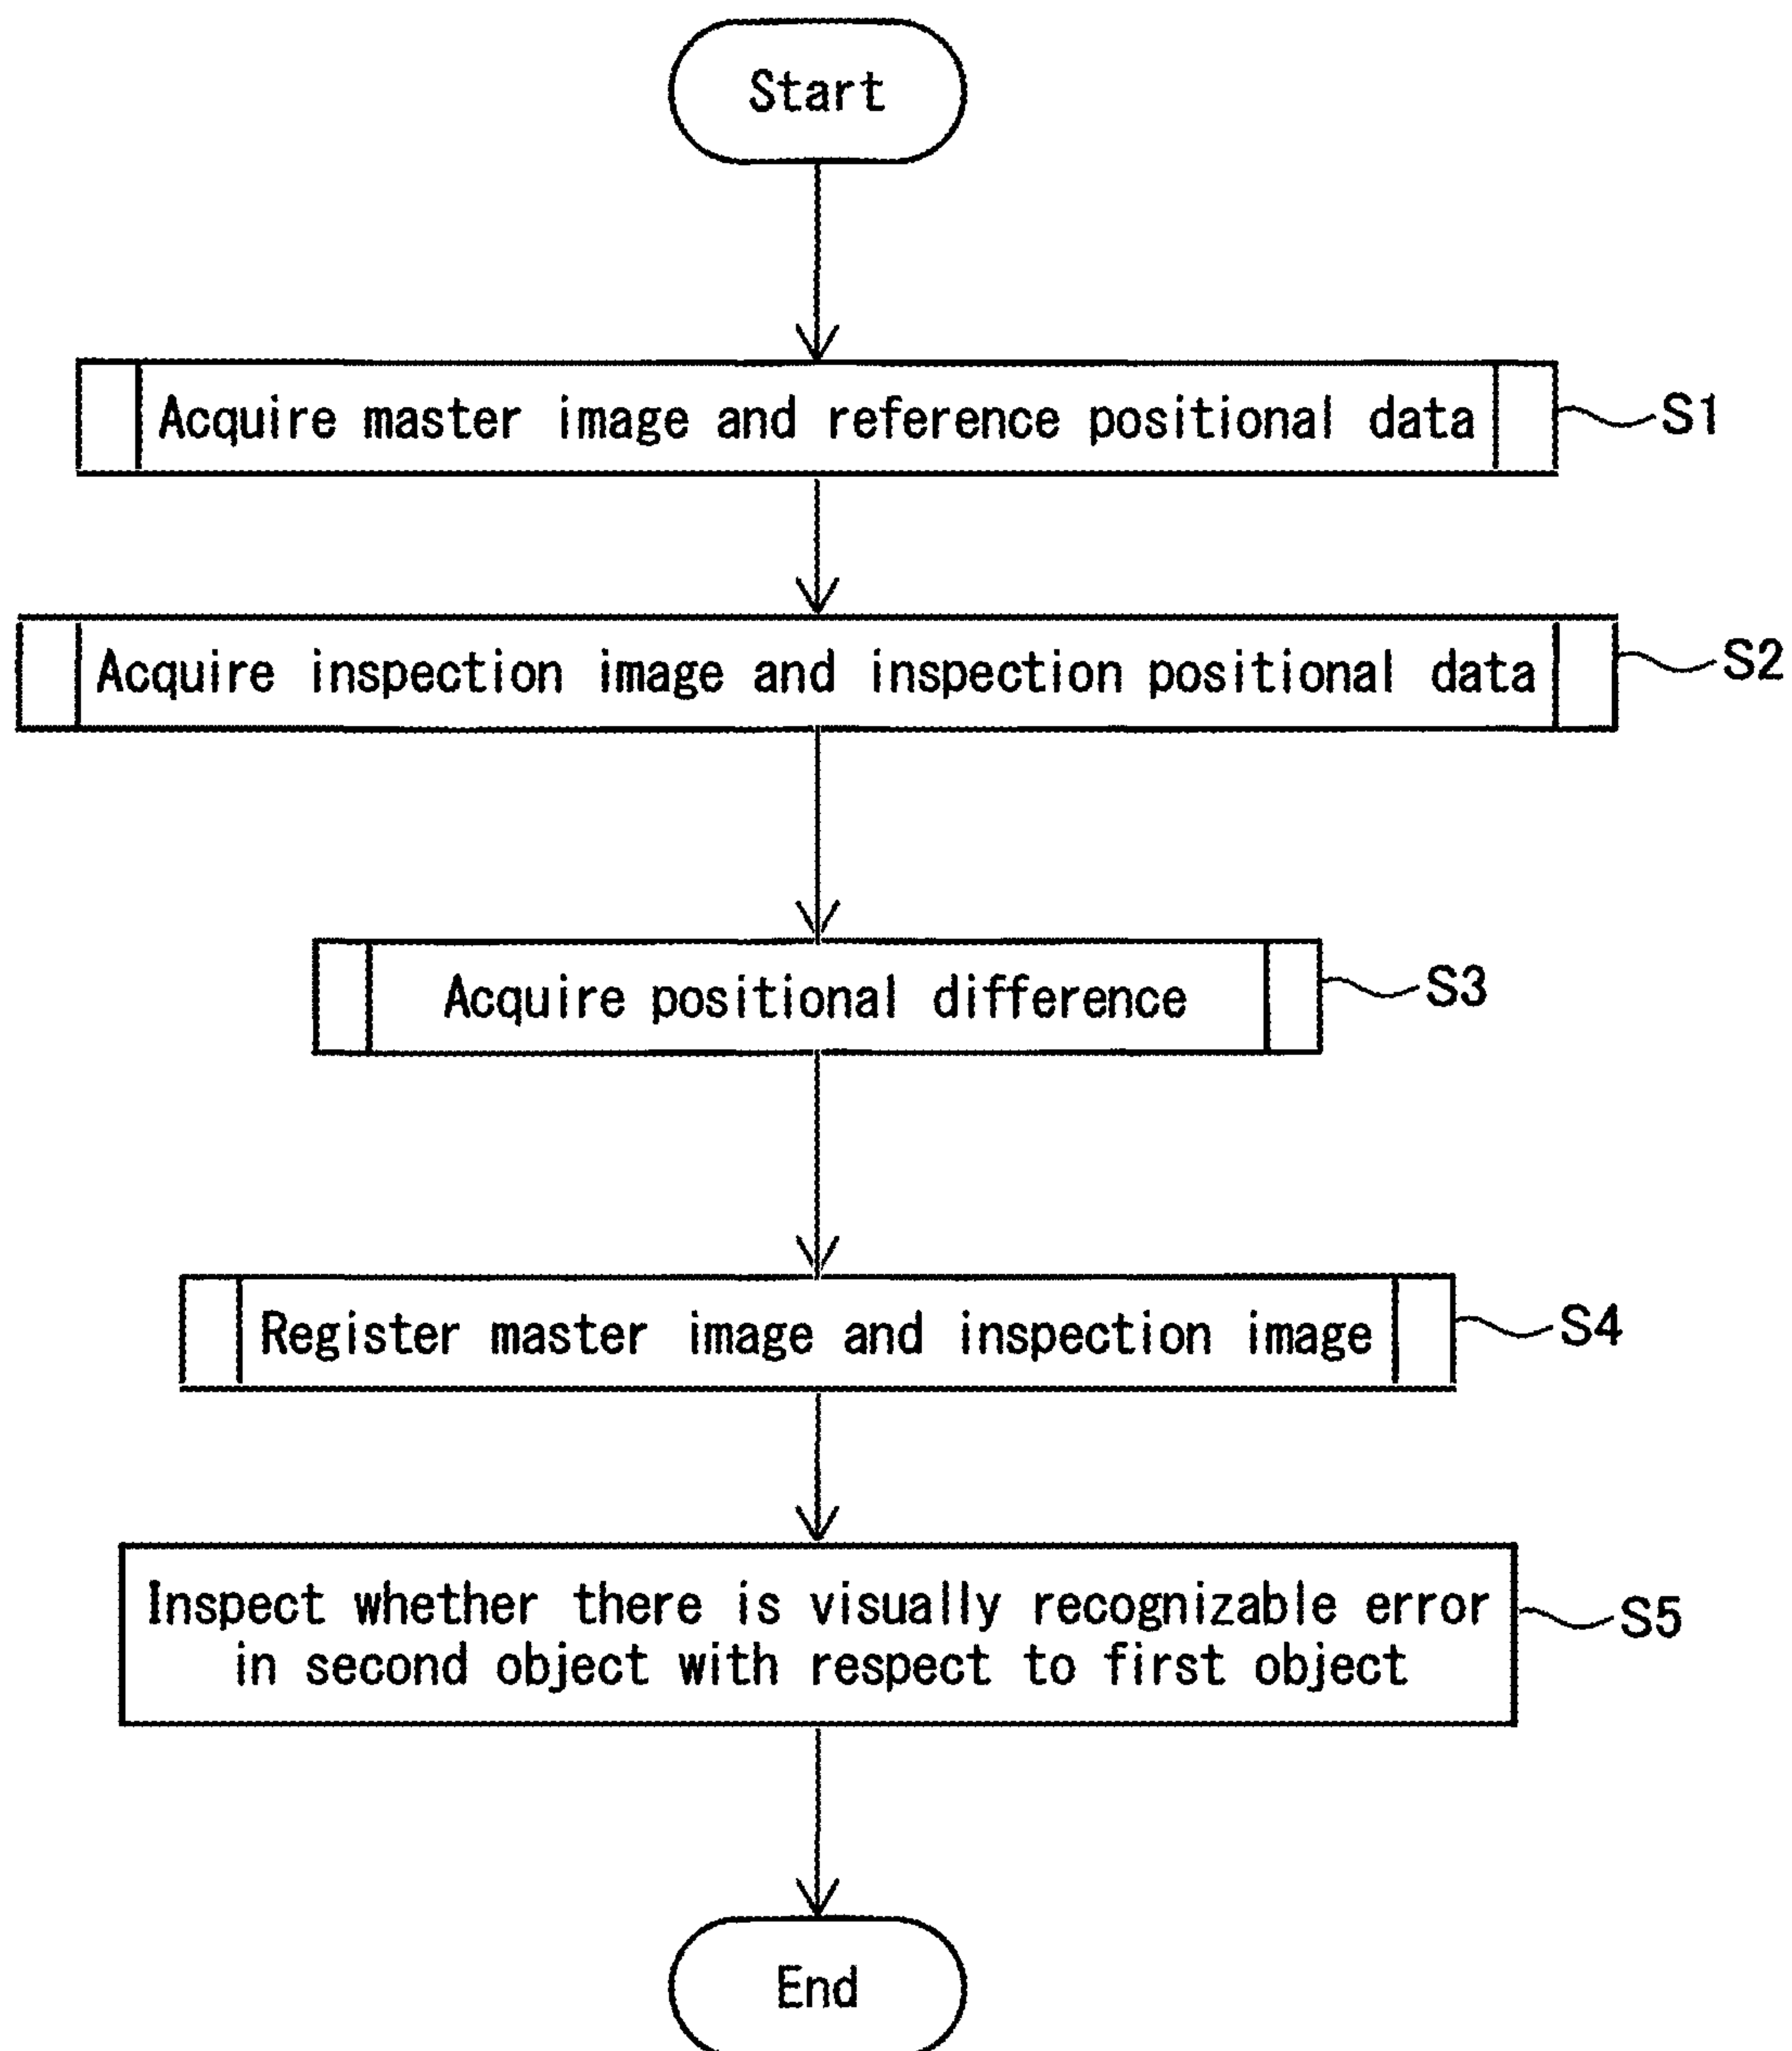 Start
Acquire master image and reference positional data
S1
Acquire inspection image and inspection positional data
S2
Acquire positional difference
S3
Register master image and inspection image
S4
Inspect whether there is visually recognizable error
in second object with respect to first object
S5
End